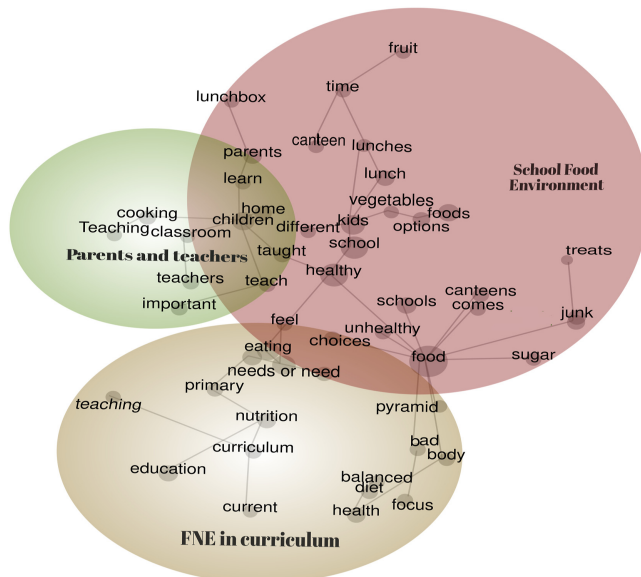 fruit
time
lunchbox
canteen
lunches
parents
School Food
Environment
learn
lunch
vegetables
home
cooking
children
different
kids
options
foods
Teaching
classroom
school
taught
treats
Parents and teachers
healthy
teachers
teach
canteens
important
schools
comes
junk
feel
unhealthy
eating
choices
food
sugar
needs or need
primary
teaching
pyramid
nutrition
curriculum
bad
body
education
balanced
diet
current
health
focus
FNE in curriculum